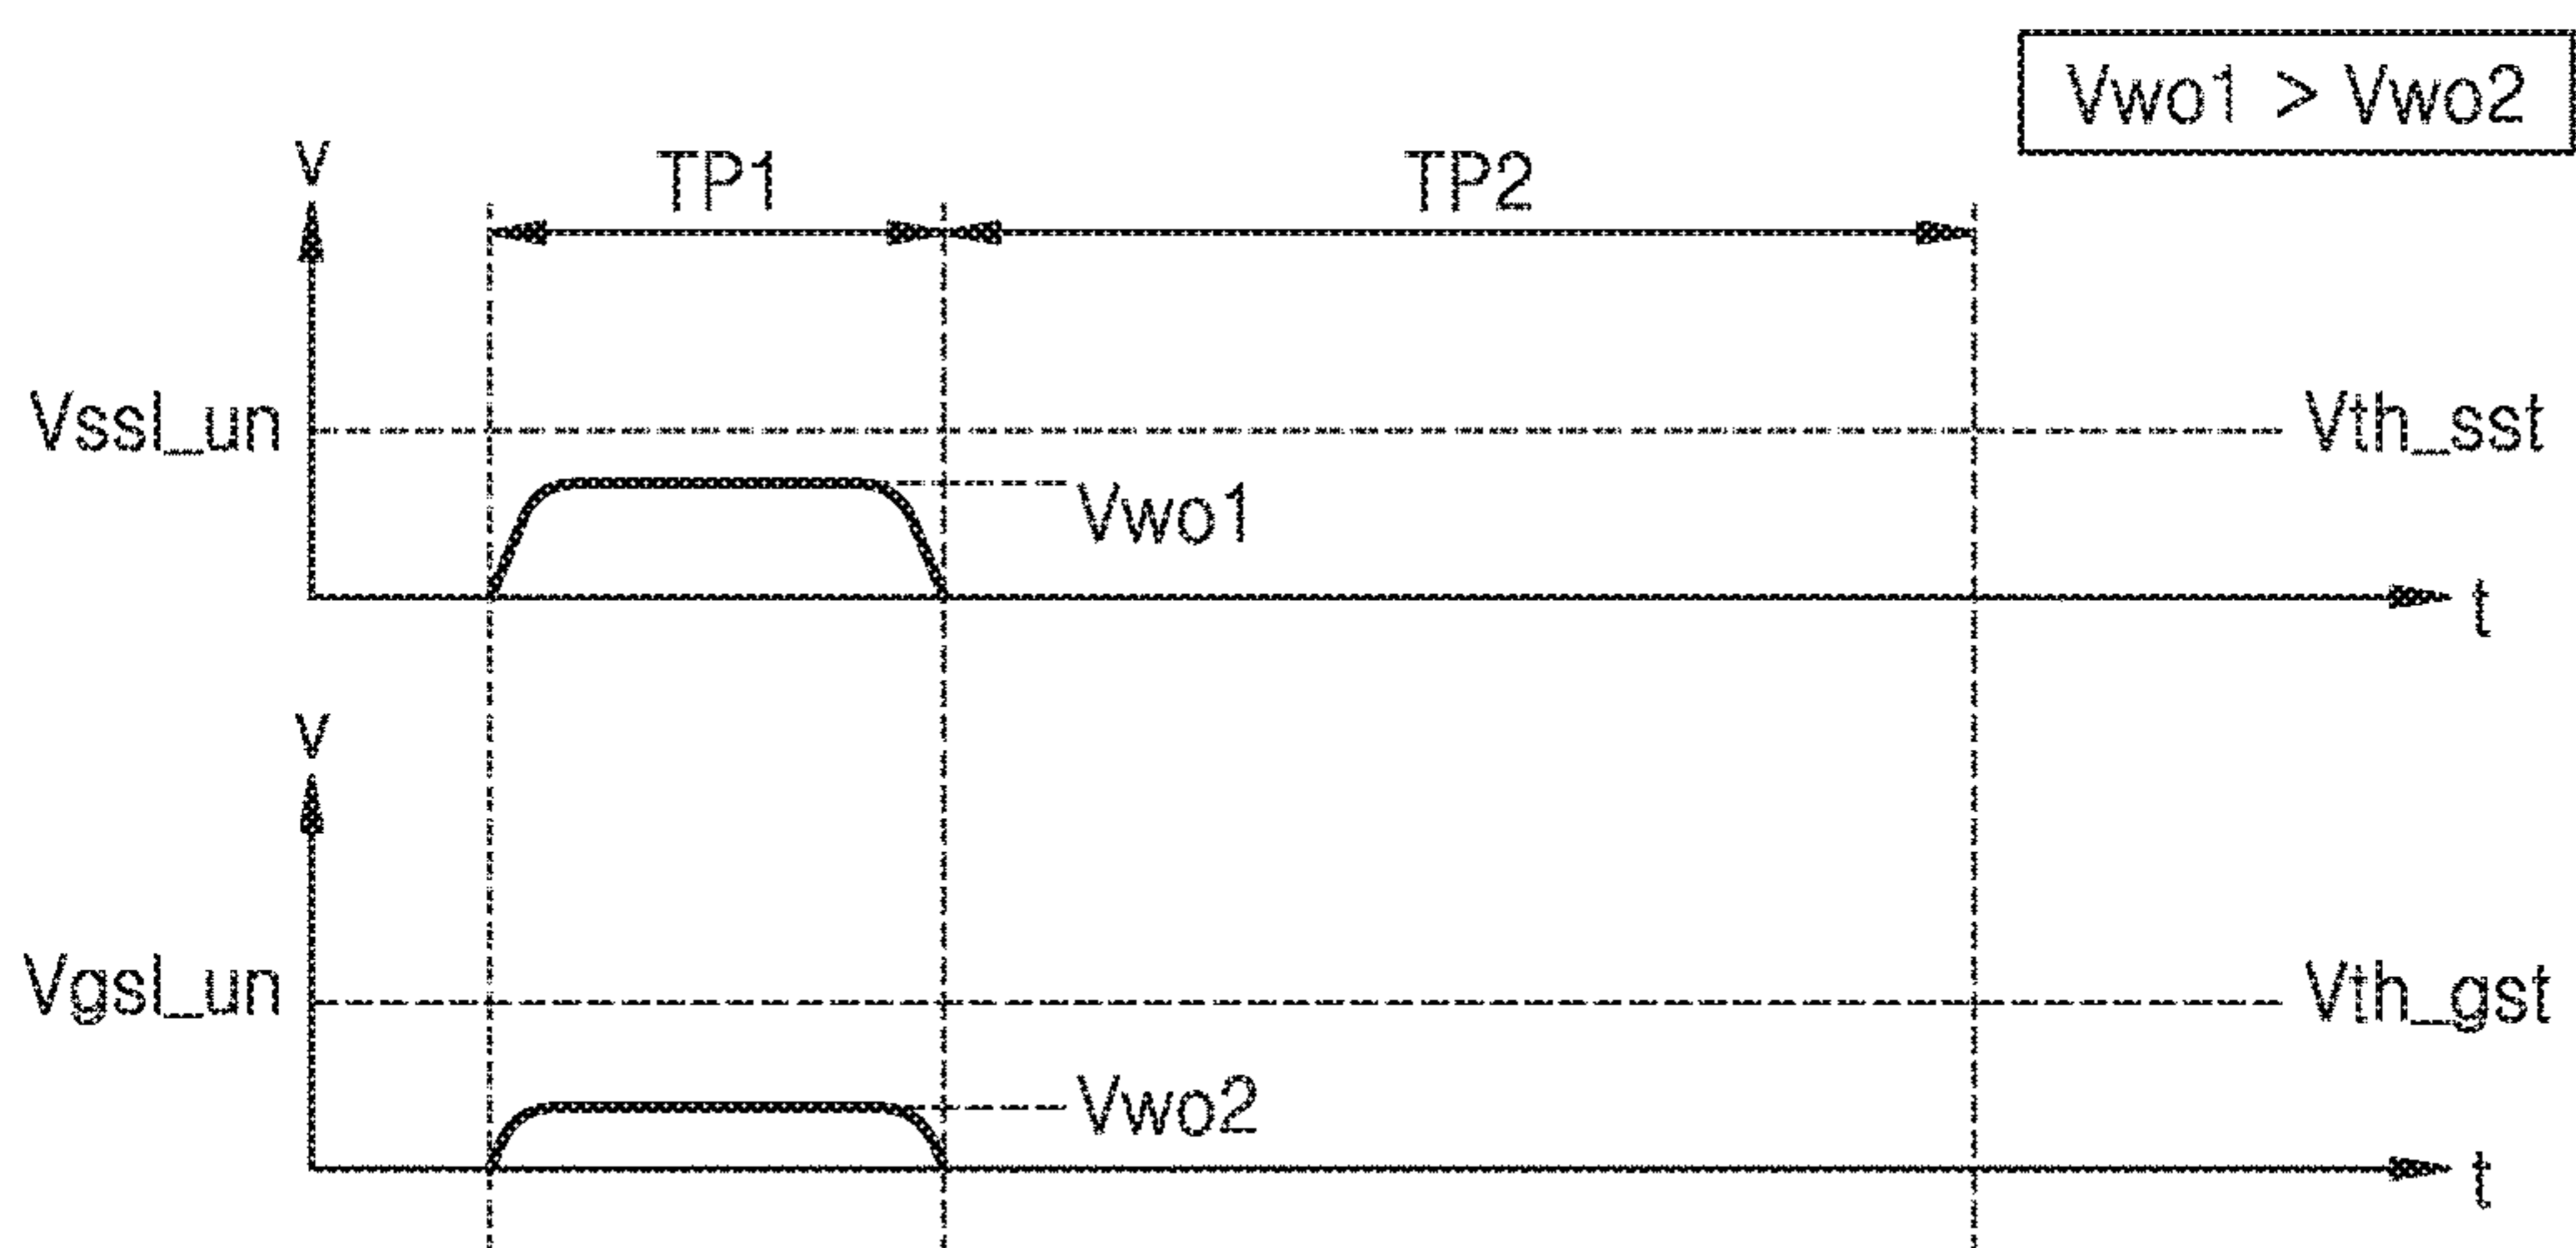 Vwo1 > Vwo2
V
TP1
TP2
Vssl_un
Vth_sst
Vwo1
t
V
Vgsl_un
Vth_gst
Vwo2
t